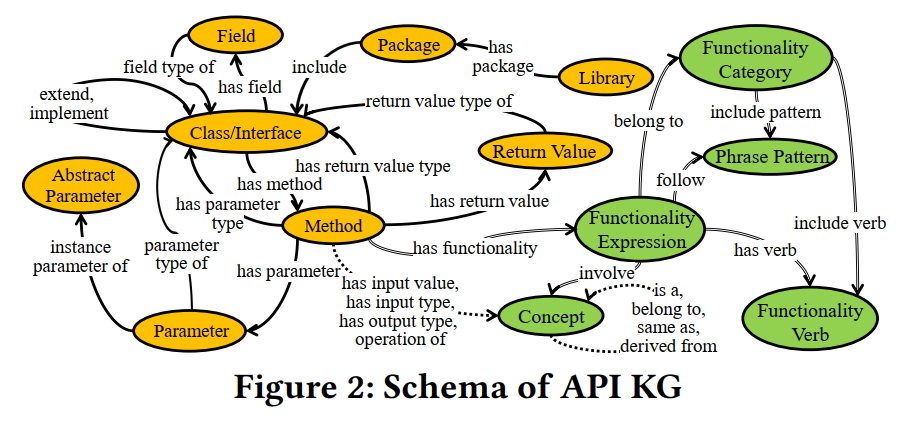 Field
Package
has
package
Library
Functionality
Category
field type of
include
has field
extend,
implement
return value type of
belong to
include pattern
Class/Interface
Return Value
Phrase Pattern
has return value type
Abstract
Parameter
has method
has parameter
type
follow
has return value
Method
Functionality
Expression
include verb
instance
parameter of
parameter
type of
has functionality
has verb
has parameter
involve
has input value,
has input type,
has output type,
operation of
Concept
is a,
belong to,
same as,
derived from
Functionality
Verb
Parameter
Figure 2: Schema of API KG